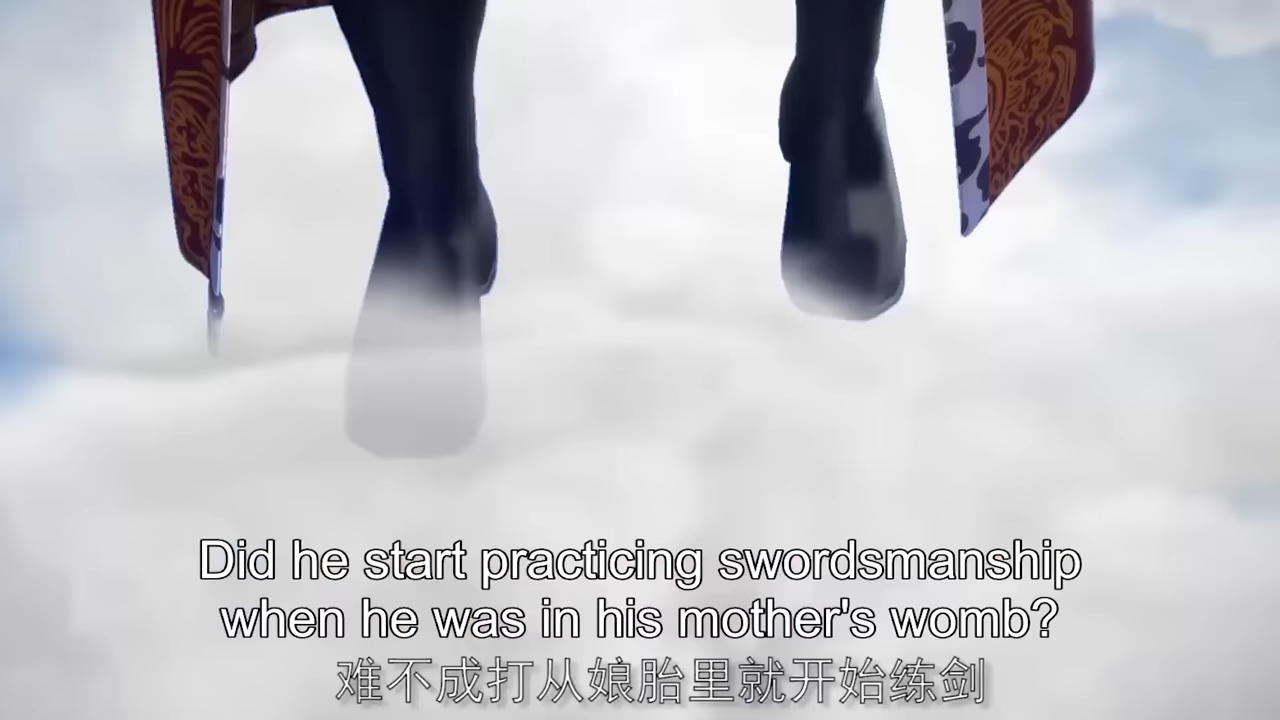 Did he start practicing swordsmanship
when he was in his mother's womb?
难不成打从娘胎里就开始练剑